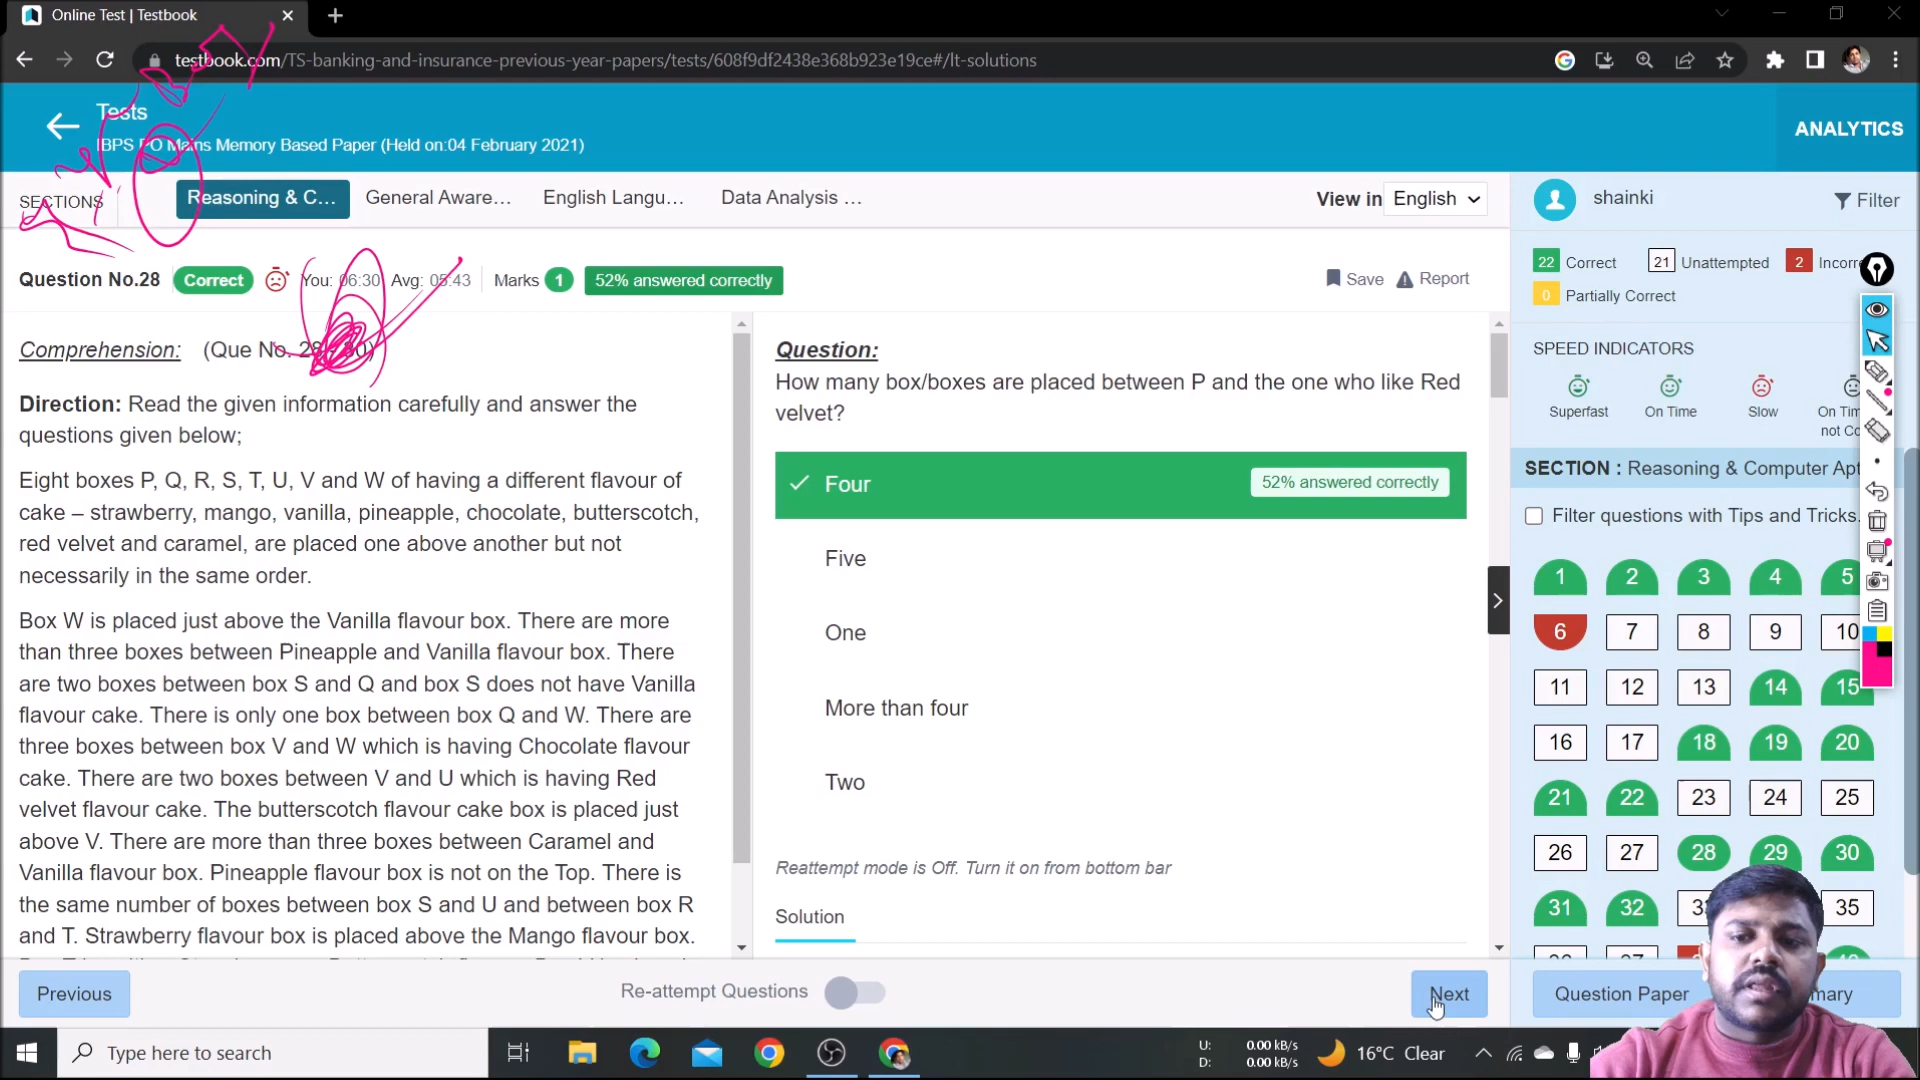 Online Test | Testbook
testbook.com/TS-banking-and-insurance-previous-year-papers/tests/608f9df2438e368b923e19ce#/lt-solutions
Tests
IBPS PO Mains Memory Based Paper (Held on:04 February 2021)
ANALYTICS
SECTIONS
Reasoning & C...
General Aware...
English Langu...
Data Analysis ...
View in
English
shainki
Filter
Question No.28
Correct
You: 06:30
Avg: 05:43
Marks 1
52% answered correctly
Save
Report
22 Correct
21 Unattempted
2 Incorre
0 Partially Correct
SPEED INDICATORS
Superfast
On Time
Slow
On Tim
not Co
Comprehension: (Que No. 28
Direction: Read the given information carefully and answer the
questions given below;
Eight boxes P, Q, R, S, T, U, V and W of having a different flavour of
cake – strawberry, mango, vanilla, pineapple, chocolate, butterscotch,
red velvet and caramel, are placed one above another but not
necessarily in the same order.
Box W is placed just above the Vanilla flavour box. There are more
than three boxes between Pineapple and Vanilla flavour box. There
are two boxes between box S and Q and box S does not have Vanilla
flavour cake. There is only one box between box Q and W. There are
three boxes between box V and W which is having Chocolate flavour
cake. There are two boxes between V and U which is having Red
velvet flavour cake. The butterscotch flavour cake box is placed just
above V. There are more than three boxes between Caramel and
Vanilla flavour box. Pineapple flavour box is not on the Top. There is
the same number of boxes between box S and U and between box R
and T. Strawberry flavour box is placed above the Mango flavour box.
Question:
How many box/boxes are placed between P and the one who like Red
velvet?
Four
52% answered correctly
Five
One
More than four
Two
Reattempt mode is Off. Turn it on from bottom bar
Solution
SECTION : Reasoning & Computer Apt
Filter questions with Tips and Tricks.
1 2 3 4 5
6 7 8 9 10
11 12 13 14 15
16 17 18 19 20
21 22 23 24 25
26 27 28 29 30
31 32 35
Previous
Re-attempt Questions
Next
Question Paper
mary
Type here to search
U: 0.00 kB/s
D: 0.00 kB/s
16°C Clear